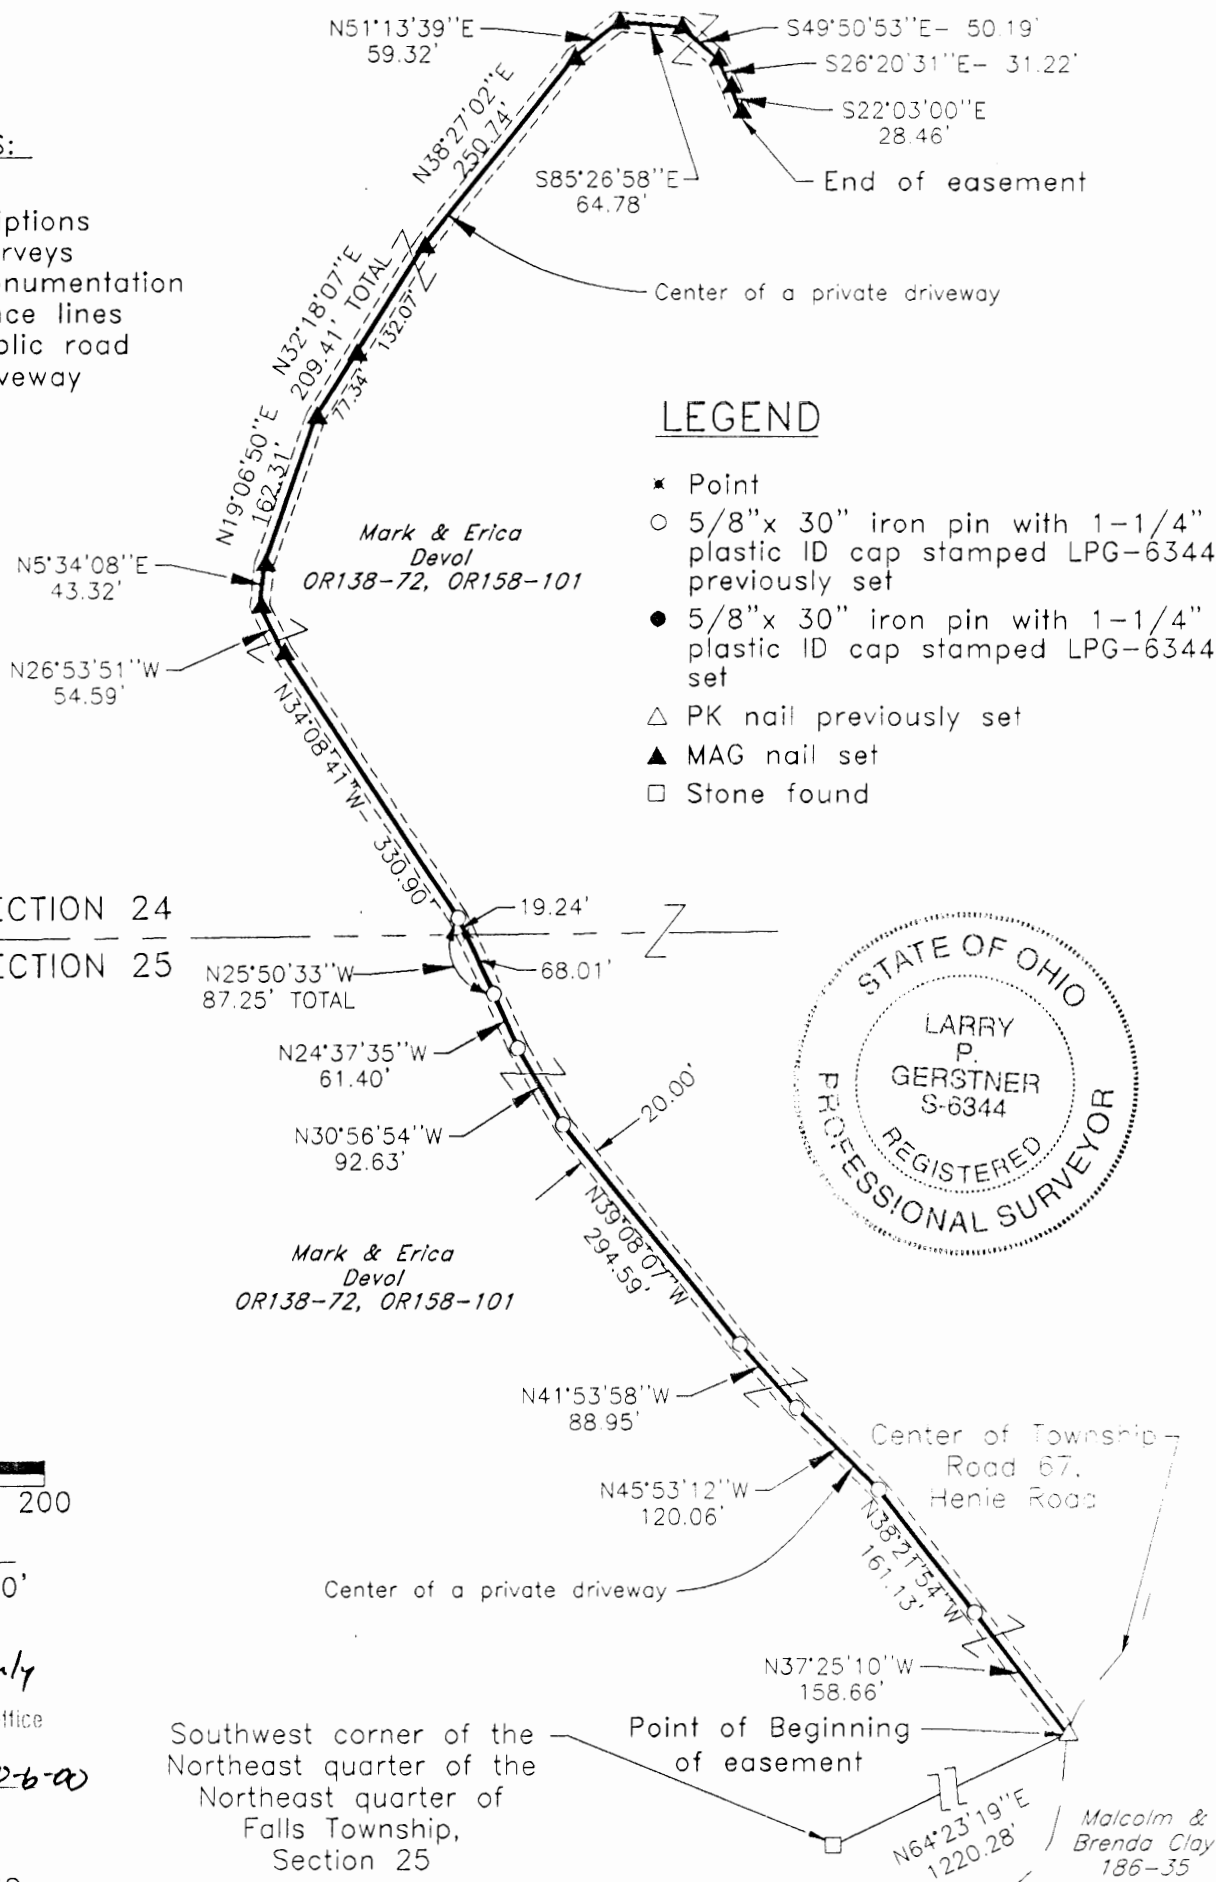 N51°13'39"E
59.32'
S49°50'53"E- 50.19'
S26°20'31"E- 31.22'
S22°03'00"E
28.46'
End of easement
S85°26'58"E
64.78'
N38°27'02"E
250.74'
Center of a private driveway
N32°18'07"E
209.41' TOTAL
132.07'
77.34'
N19°06'50"E
162.31'
N5°34'08"E
43.32'
N26°53'51"W
54.59'
Mark & Erica
Devol
OR138-72, OR158-101
LEGEND
Point
5/8"x 30" iron pin with 1-1/4"
plastic ID cap stamped LPG-6344
previously set
5/8"x 30" iron pin with 1-1/4"
plastic ID cap stamped LPG-6344
set
PK nail previously set
MAG nail set
Stone found
N34°08'41"W- 330.90'
ECTION 24
ECTION 25
19.24'
68.01'
N25°50'33"W
87.25' TOTAL
N24°37'35"W
61.40'
N30°56'54"W
92.63'
20.00'
STATE OF OHIO
LARRY
P.
GERSTNER
S-6344
REGISTERED
PROFESSIONAL SURVEYOR
N39°08'07"W
294.59'
Mark & Erica
Devol
OR138-72, OR158-101
N41°53'58"W
88.95'
N45°53'12"W
120.06'
Center of Township
Road 67,
Henie Road
N38°21'54"W
161.13'
Center of a private driveway
N37°25'10"W
158.66'
Point of Beginning
of easement
Southwest corner of the
Northeast quarter of the
Northeast quarter of
Falls Township,
Section 25
N64°23'19"E
1220.28'
Malcolm &
Brenda Clay
186-35
S:
iptions
rveys
onumentation
nce lines
blic road
veway
200
0'
ffice
2-6-00